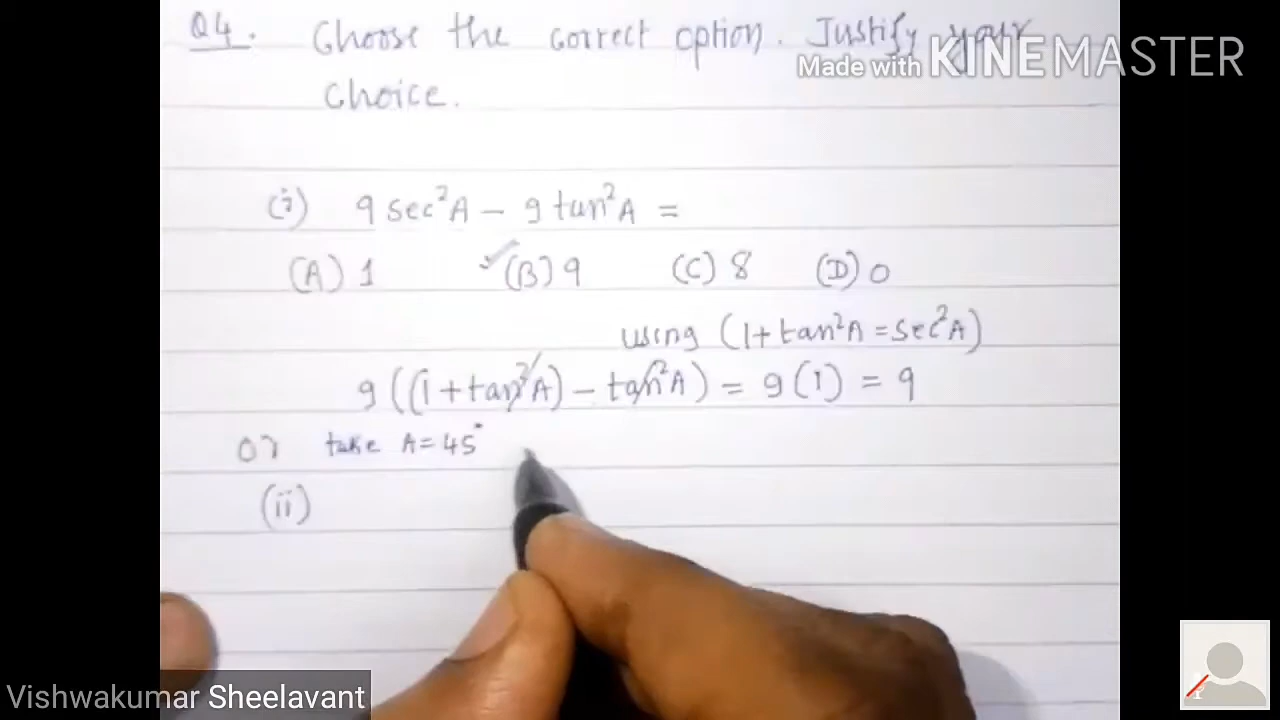 Q4. Choose the correct option. Justify your
Made with KINEMASTER
choice.
(i) 9 sec²A – 9 tan²A =
(A) 1 (B) 9 (C) 8 (D) 0
using (1+ tan²A = sec²A)
9 ((1 + tan²A) – tan²A) = 9 (1) = 9
or take A = 45°
(ii)
Vishwakumar Sheelavant